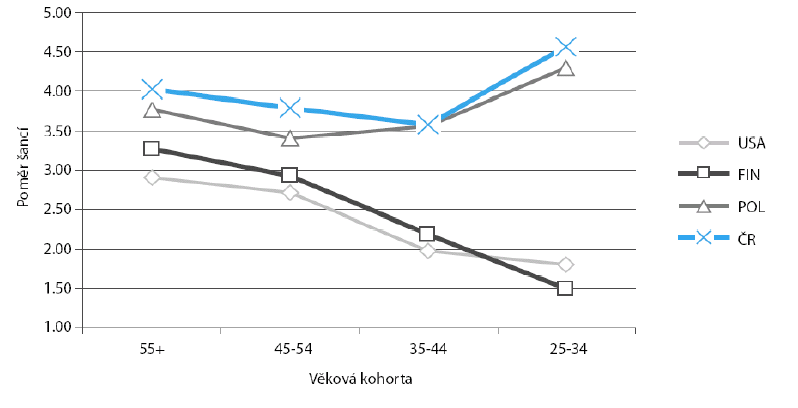 5.00
4.50
4.00
3.50
3.00
2.50
2.00
1.50
1.00
Poměr šancí
55+ 45-54 35-44 25-34
Věková kohorta
USA
FIN
POL
ČR